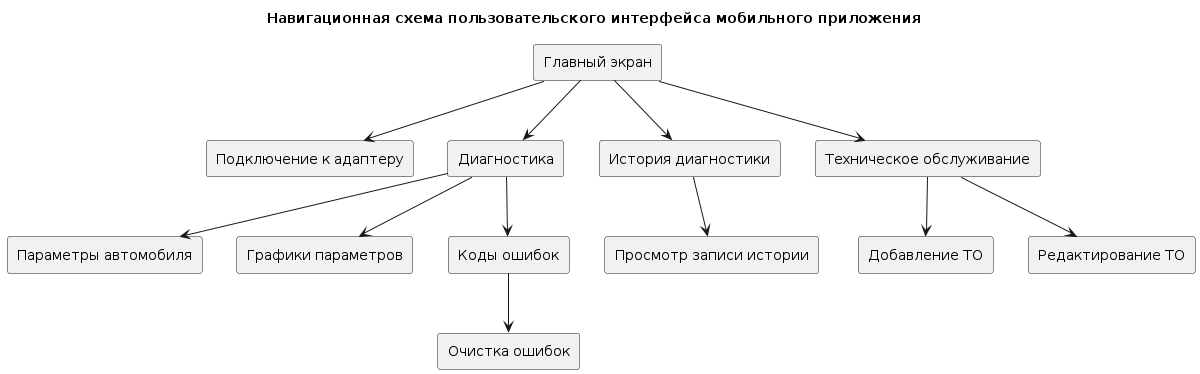 Навигационная схема пользовательского интерфейса мобильного приложения
Главный экран
Подключение к адаптеру
Диагностика
История диагностики
Техническое обслуживание
Параметры автомобиля
Графики параметров
Коды ошибок
Просмотр записи истории
Добавление ТО
Редактирование ТО
Очистка ошибок